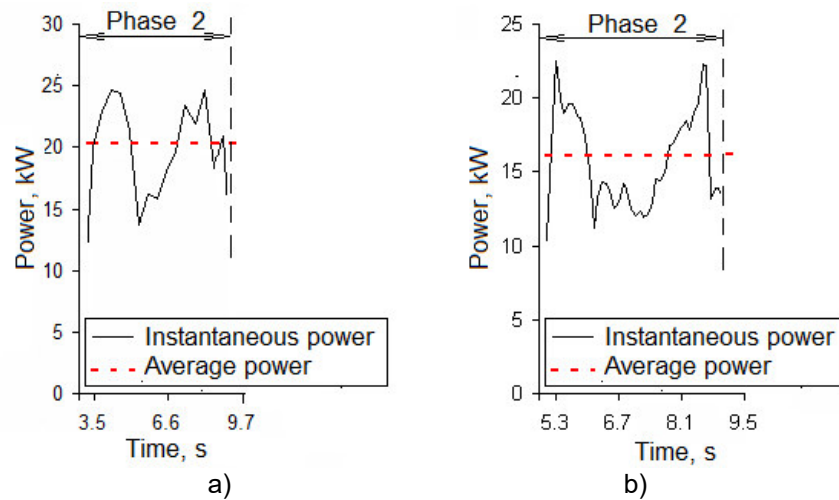 Phase 2
30
25
20
15
10
5
0
Power, kW
Instantaneous power
Average power
3.5 6.6 9.7
Time, s
a)
Phase 2
25
20
15
10
5
0
Power, kW
Instantaneous power
Average power
5.3 6.7 8.1 9.5
Time, s
b)